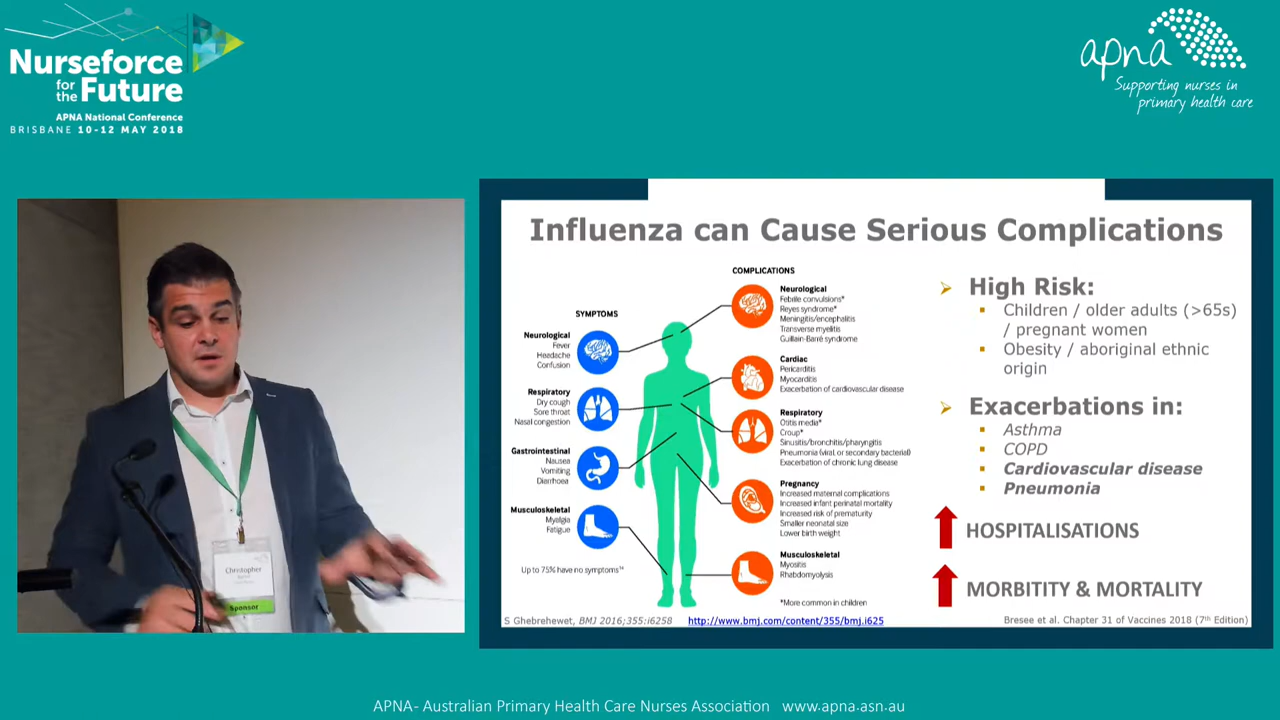 Nurseforce
for
the
Future
APNA National Conference
BRISBANE 10-12 MAY 2018
apna
Supporting nurses in
primary health care
Christopher
Sponsor
Influenza can Cause Serious Complications
SYMPTOMS
Neurological
Fever
Headache
Confusion
Respiratory
Dry cough
Sore throat
Nasal congestion
Gastrointestinal
Nausea
Vomiting
Diarrhoea
Musculoskeletal
Myalgia
Fatigue
Up to 75% have no symptoms¹⁴
COMPLICATIONS
Neurological
Febrile convulsions*
Reyes syndrome*
Meningitis/encephalitis
Transverse myelitis
Guillain-Barré syndrome
Cardiac
Pericarditis
Myocarditis
Exacerbation of cardiovascular disease
Respiratory
Otitis media*
Croup*
Sinusitis/bronchitis/pharyngitis
Pneumonia (viral or secondary bacterial)
Exacerbation of chronic lung disease
Pregnancy
Increased maternal complications
Increased infant perinatal mortality
Increased risk of prematurity
Smaller neonatal size
Lower birth weight
Musculoskeletal
Myositis
Rhabdomyolysis
*More common in children
High Risk:
Children / older adults (>65s)
/ pregnant women
Obesity / aboriginal ethnic
origin
Exacerbations in:
Asthma
COPD
Cardiovascular disease
Pneumonia
HOSPITALISATIONS
MORBITITY & MORTALITY
S Ghebrehewet, BMJ 2016;355:i6258 http://www.bmj.com/content/355/bmj.i625
Bresee et al. Chapter 31 of Vaccines 2018 (7th Edition)
APNA- Australian Primary Health Care Nurses Association www.apna.asn.au